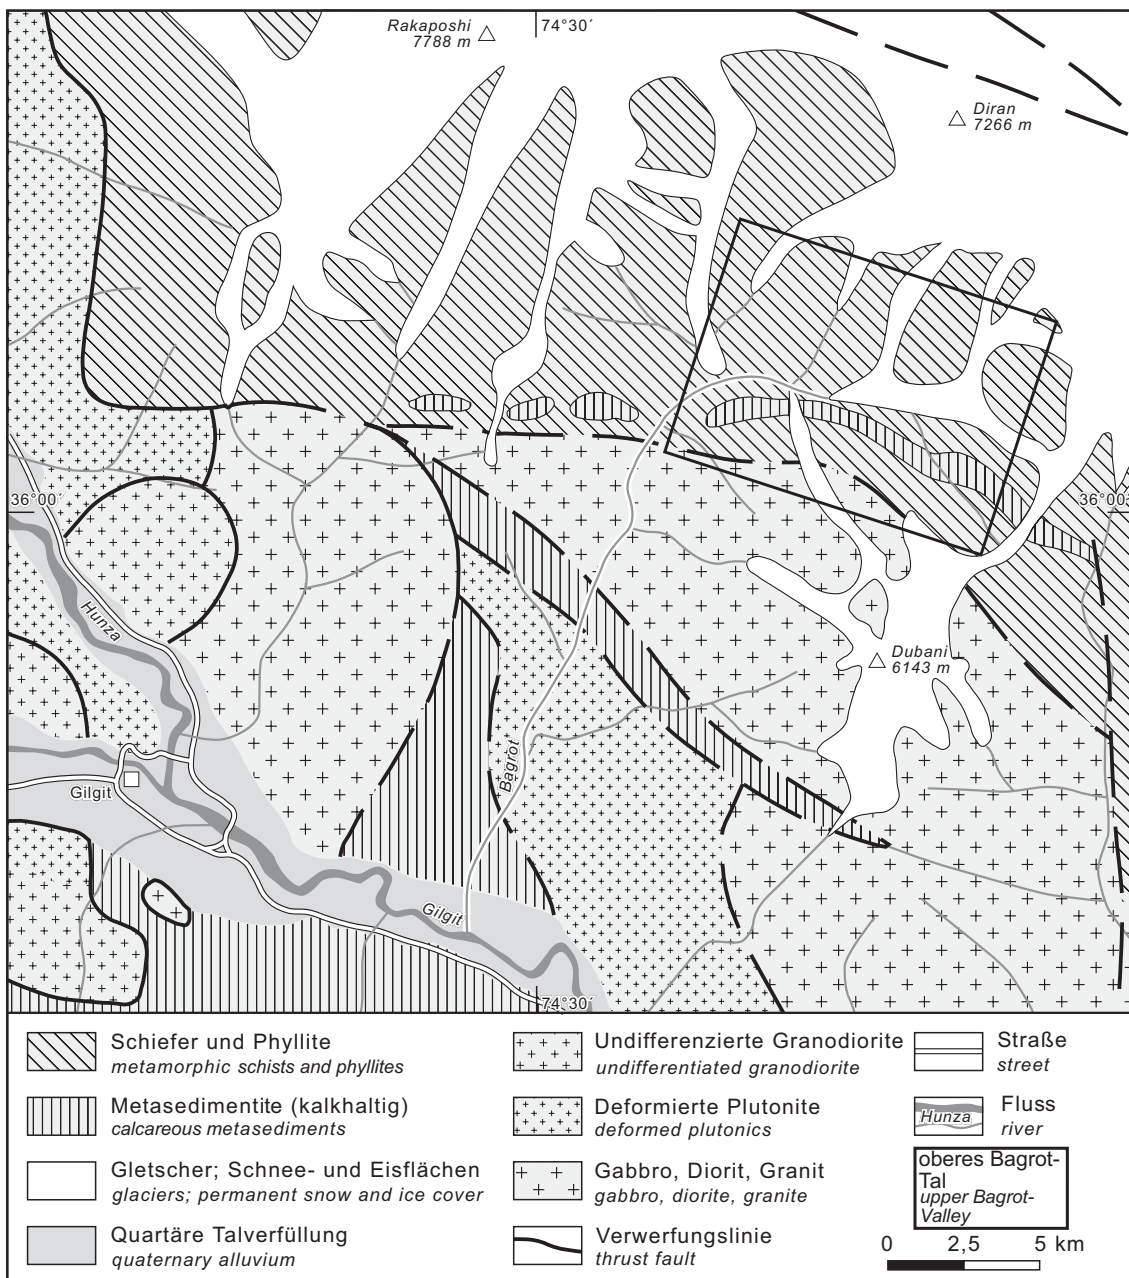 Rakaposhi
7788 m
74°30´
Diran
7266 m
36°00´
36°00´
Hunza
Dubani
6143 m
Bagrot
Gilgit
Gilgit
74°30´
Schiefer und Phyllite
metamorphic schists and phyllites
Metasedimentite (kalkhaltig)
calcareous metasediments
Gletscher; Schnee- und Eisflächen
glaciers; permanent snow and ice cover
Quartäre Talverfüllung
quaternary alluvium
Undifferenzierte Granodiorite
undifferentiated granodiorite
Deformierte Plutonite
deformed plutonics
Gabbro, Diorit, Granit
gabbro, diorite, granite
Verwerfungslinie
thrust fault
Straße
street
Hunza
Fluss
river
oberes Bagrot-
Tal
upper Bagrot-
Valley
0 2,5 5 km